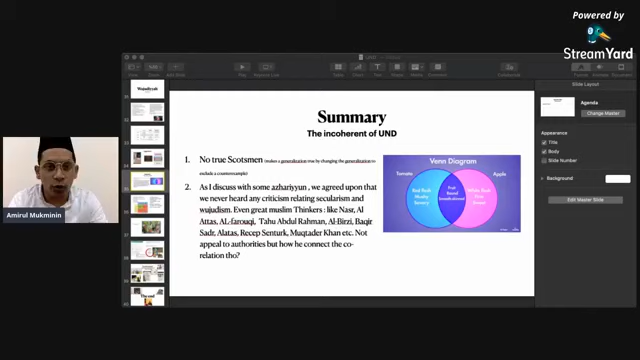 Powered by
StreamYard
UND
Slide Layout
Agenda
Change Master
Appearance
Title
Body
Slide Number
Background
Edit Master Slide
Wujudiyyah
The end
Summary
The incoherent of UND
1. No true Scotsmen (makes a generalization true by changing the generalization to
exclude a counterexample)
2. As I discuss with some azhariyyun , we agreed upon that
we never heard any criticism relating secularism and
wujudism. Even great muslim Thinkers : like Nasr, Al
Attas, AL-farouqi, Tahu Abdul Rahman, Al-Birzi, Baqir
Sadr, Alatas, Recep Senturk, Muqtader Khan etc. Not
appeal to authorities but how he connect the co-
relation tho?
Venn Diagram
Tomato
Apple
Amirul Mukminin